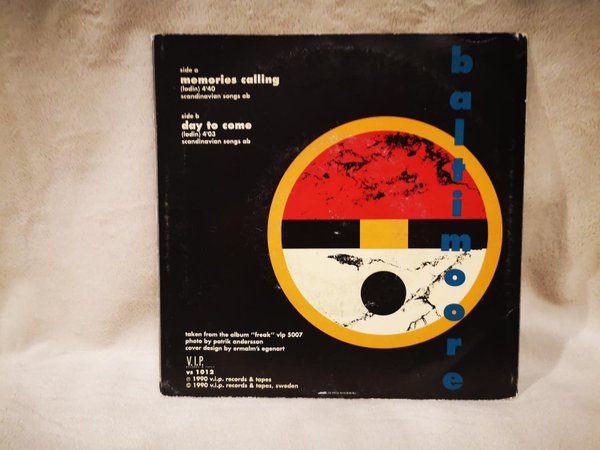 side a
memories calling
(lodin) 4'40
scandinavian songs ab
side b
day to come
(lodin) 4'03
scandinavian songs ab
baltimoore
taken from the album "freak" vlp 5007
photo by patrik andersson
cover design by ormalm's egenart
V.I.P.
vs 1012
℗ 1990 v.i.p. records & tapes
© 1990 v.i.p. records & tapes, sweden